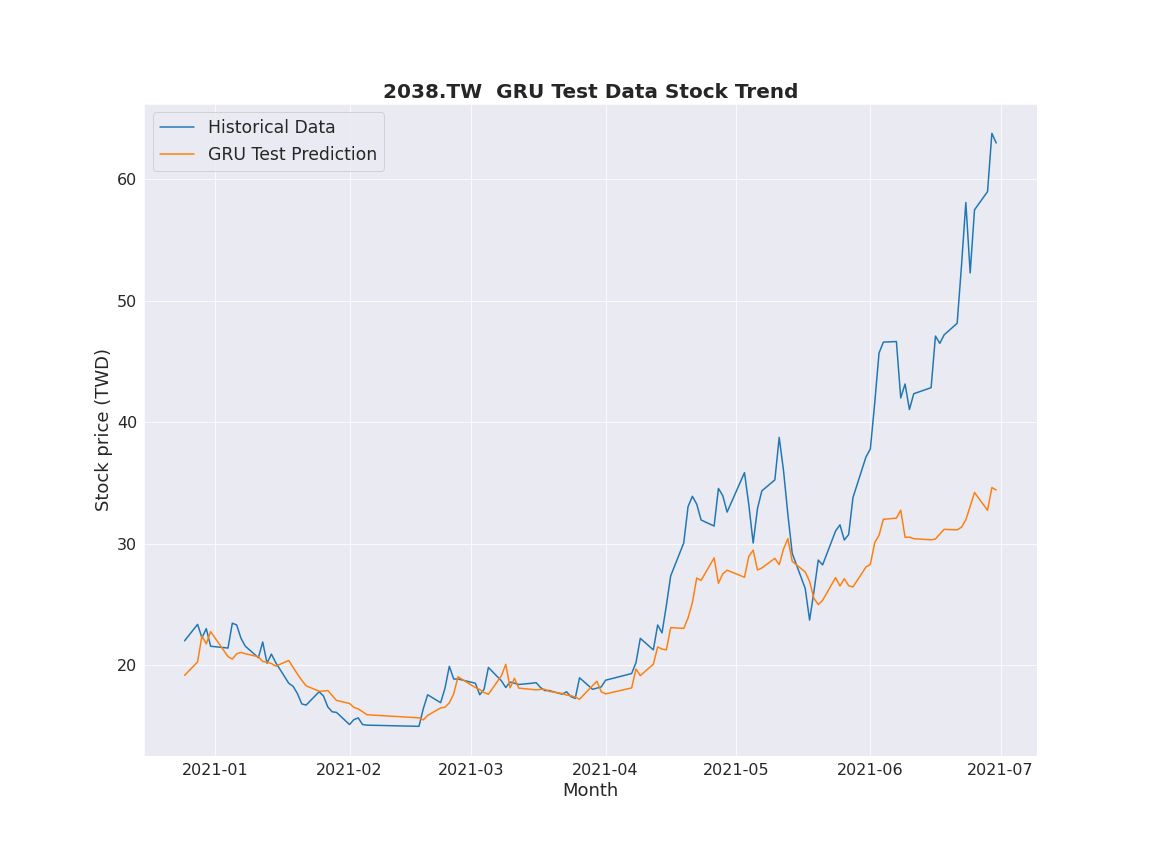 2038.TW  GRU Test Data Stock Trend
Historical Data
GRU Test Prediction
60
50
40
30
20
Stock price (TWD)
2021-01 2021-02 2021-03 2021-04 2021-05 2021-06 2021-07
Month